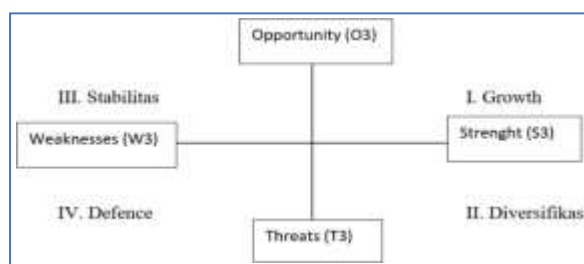 Opportunity (O3)
III. Stabilitas
I. Growth
Weaknesses (W3)
Strenght (S3)
IV. Defence
II. Diversifikas
Threats (T3)